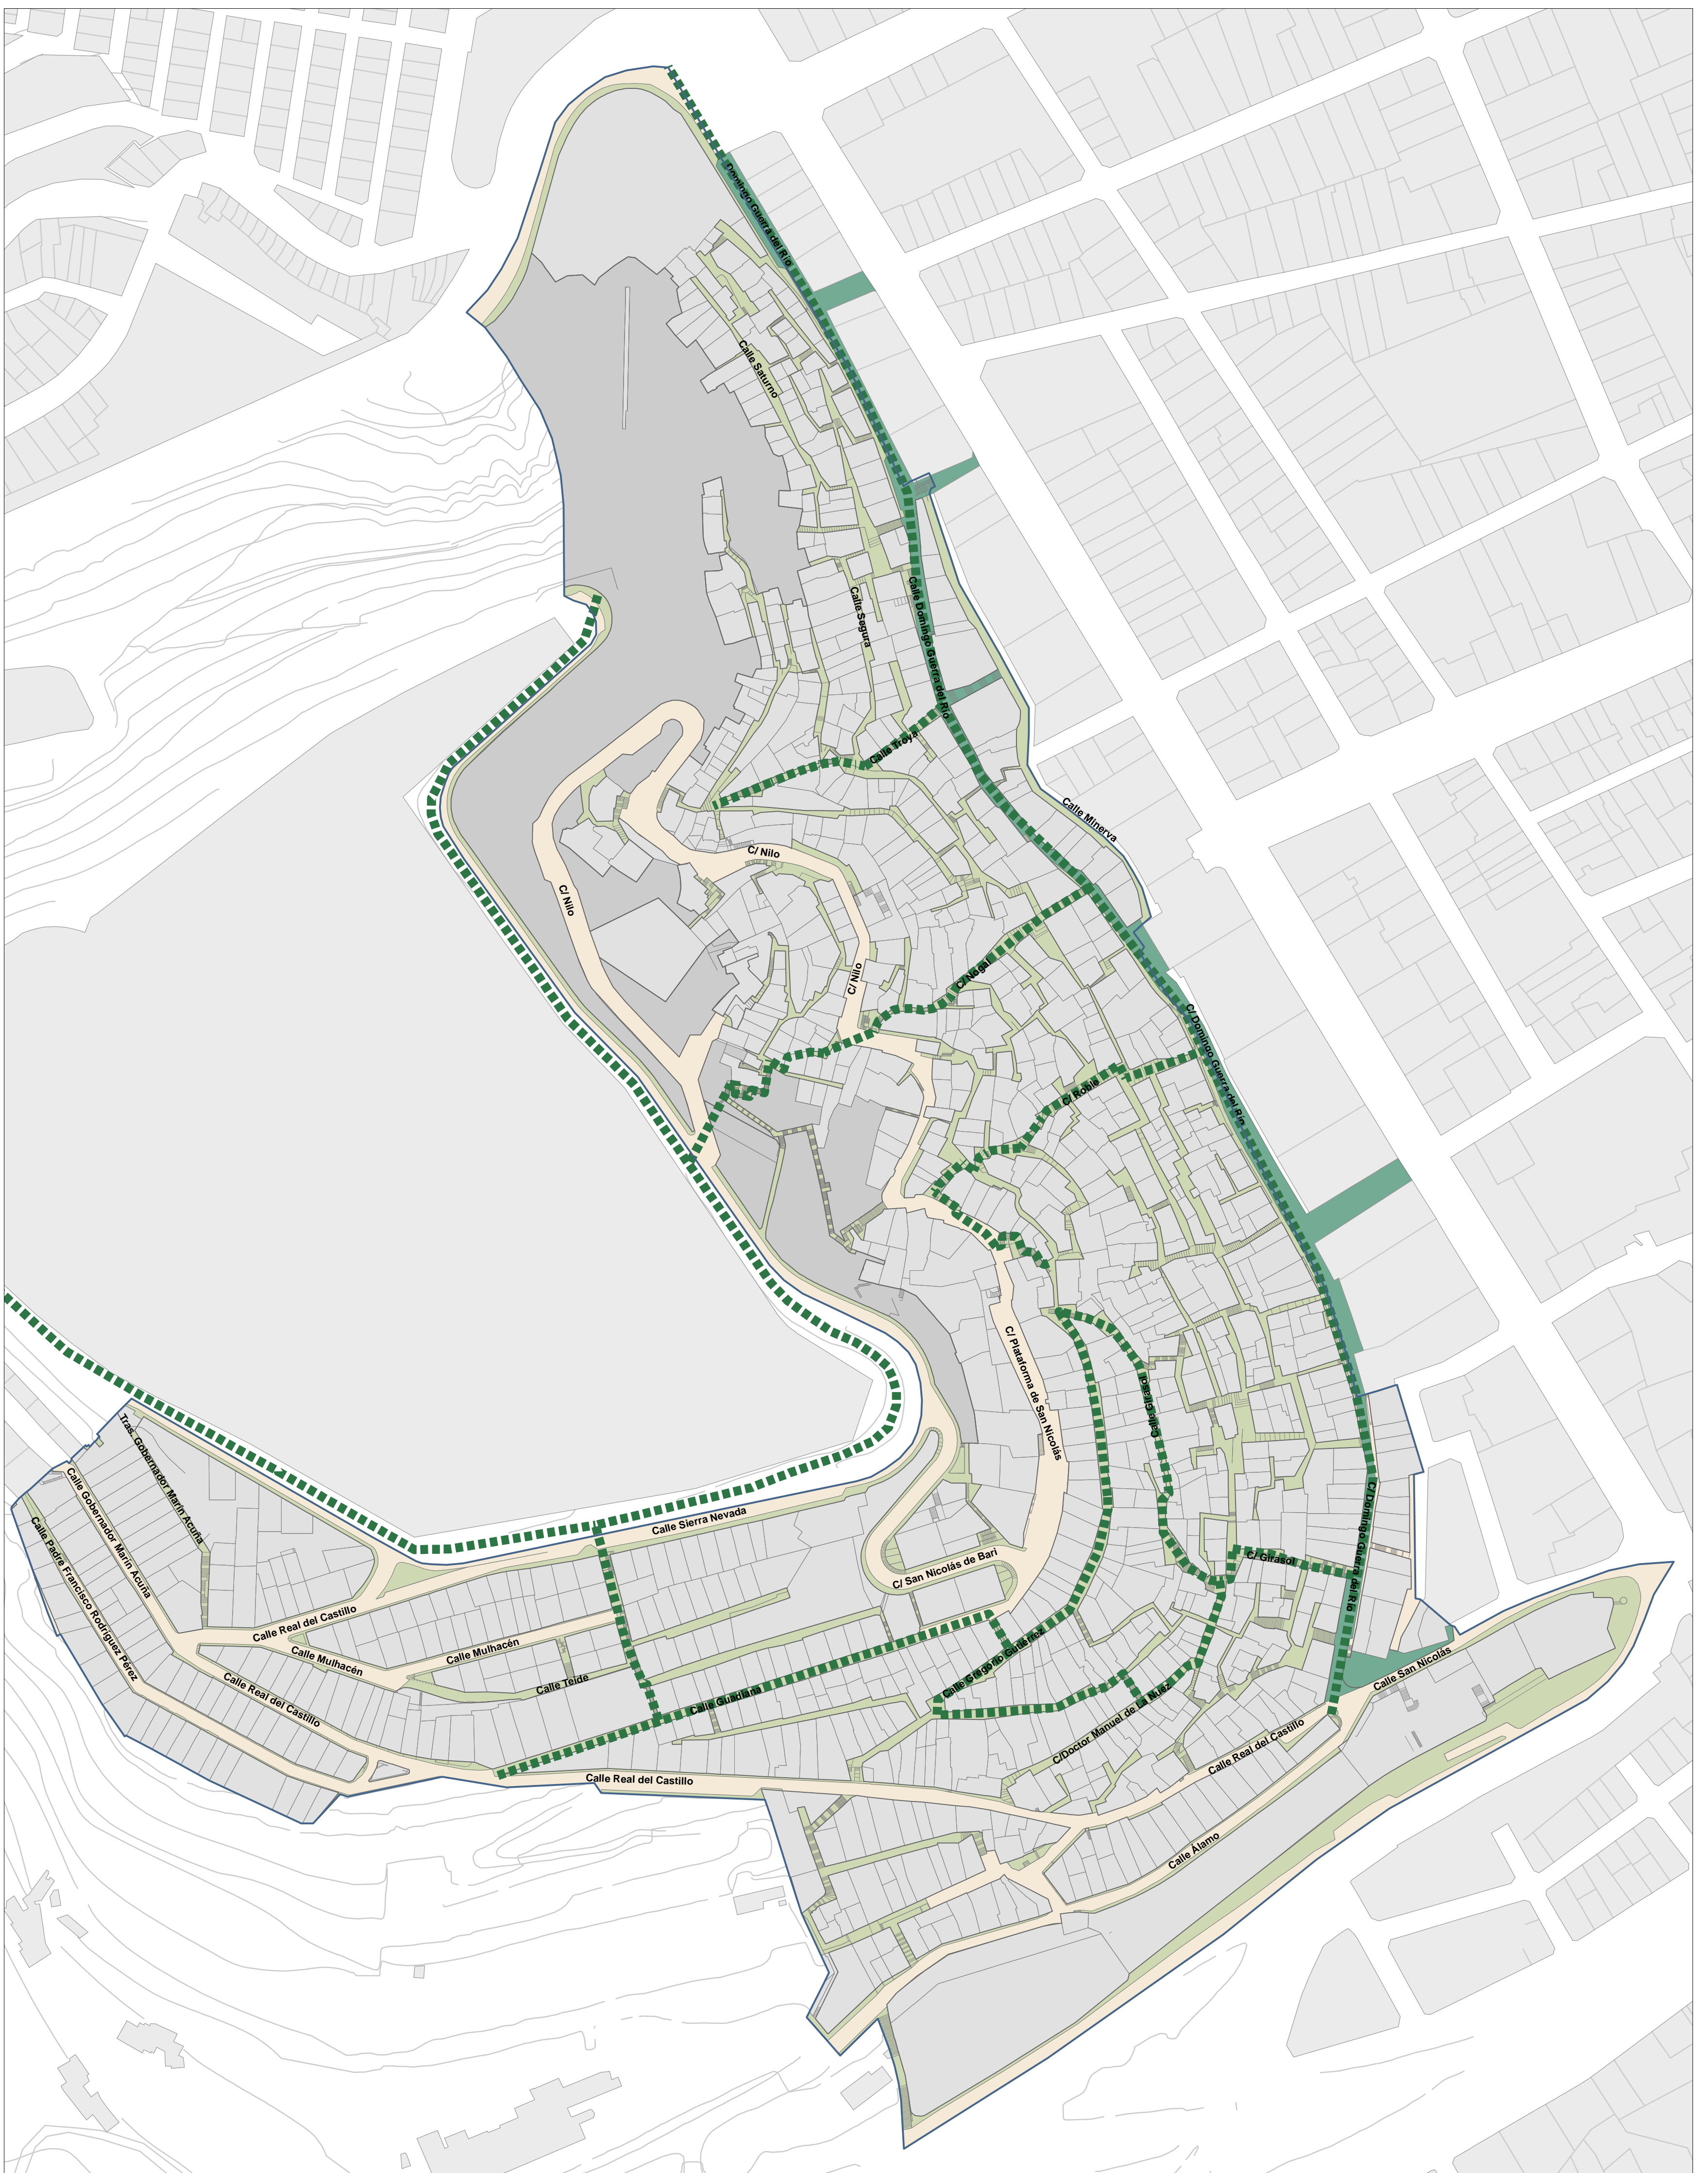 Domingo Guerra del Río
Calle Saturno
Calle Segura
Calle Domingo Guerra del Río
Calle Troya
Calle Minerva
C/ Nilo
C/ Nilo
C/ Nogal
C/ Nilo
C/ Domingo Guerra del Río
C/ Roble
C/ Plataforma de San Nicolás
Calle Girasol
Tras. Gobernador Marín Acuña
Calle Gobernador Marín Acuña
Calle Padre Francisco Rodríguez Pérez
Calle Sierra Nevada
C/ San Nicolás de Bari
C/ Girasol
C/Domingo Guerra del Río
Calle Real del Castillo
Calle Mulhacén
Calle Mulhacén
Calle Teide
Calle Gregorio Gutiérrez
Calle San Nicolás
Calle Real del Castillo
Calle Guadiana
C/Doctor Manuel de La Nuez
Calle Real del Castillo
Calle Real del Castillo
Calle Álamo